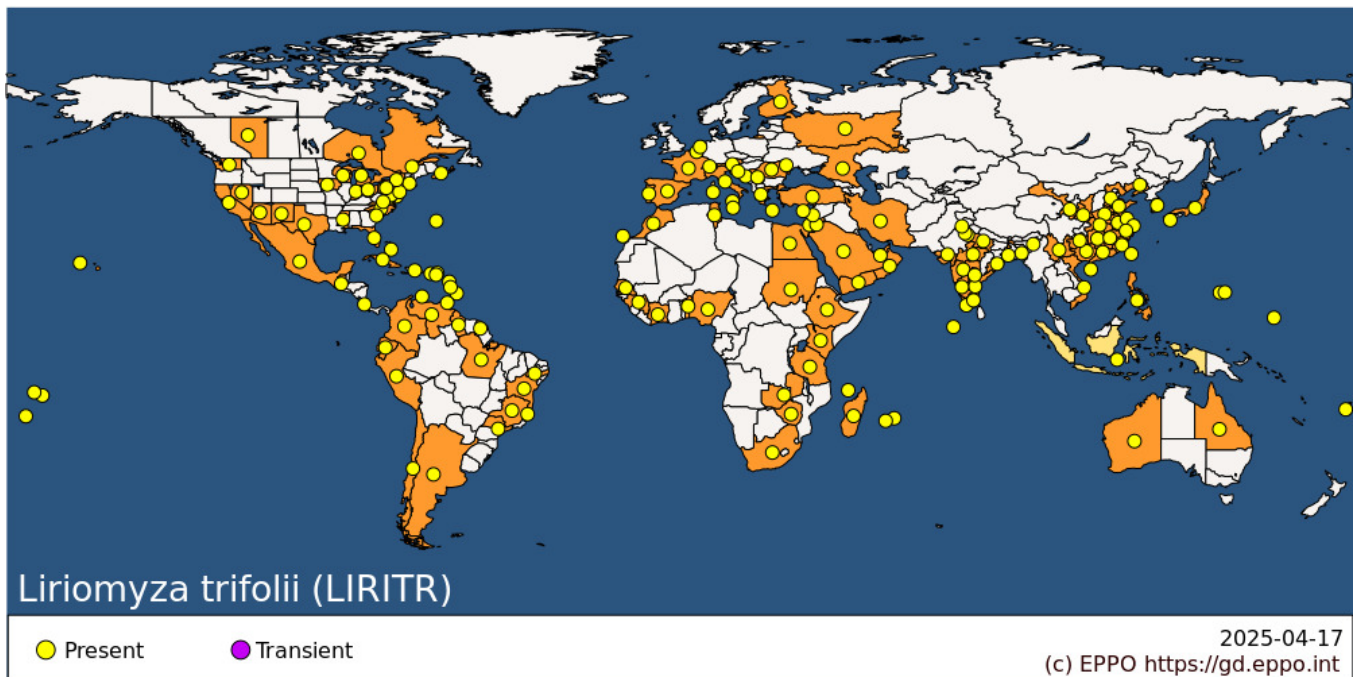 Liriomyza trifolii (LIRITR)
Present
Transient
2025-04-17
(c) EPPO https://gd.eppo.int